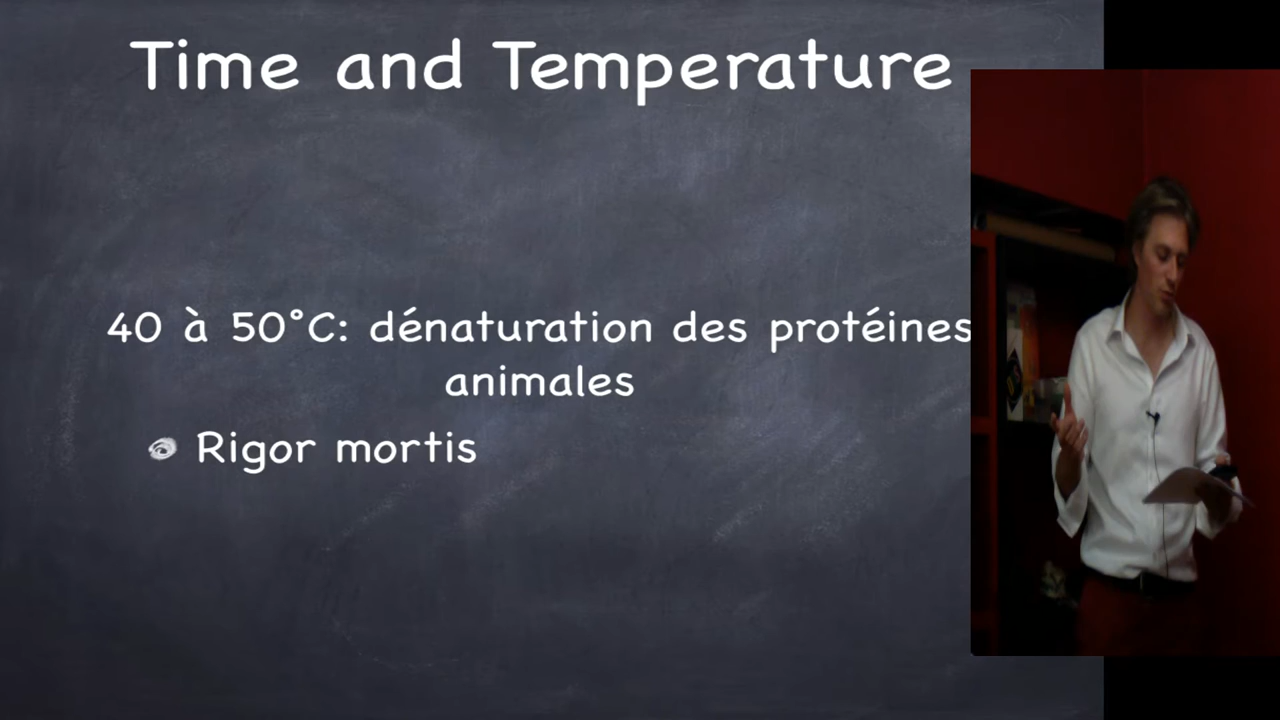 Time and Temperature
40 à 50°C: dénaturation des protéines
animales
Rigor mortis